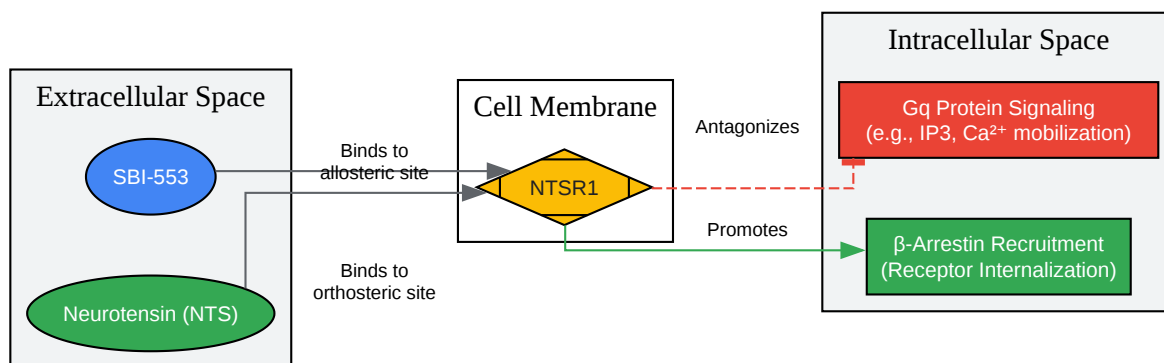 Extracellular Space
SBI-553
Neurotensin (NTS)
Binds to
allosteric site
Binds to
orthosteric site
Cell Membrane
NTSR1
Antagonizes
Promotes
Intracellular Space
Gq Protein Signaling
(e.g., IP3, Ca²⁺ mobilization)
β-Arrestin Recruitment
(Receptor Internalization)